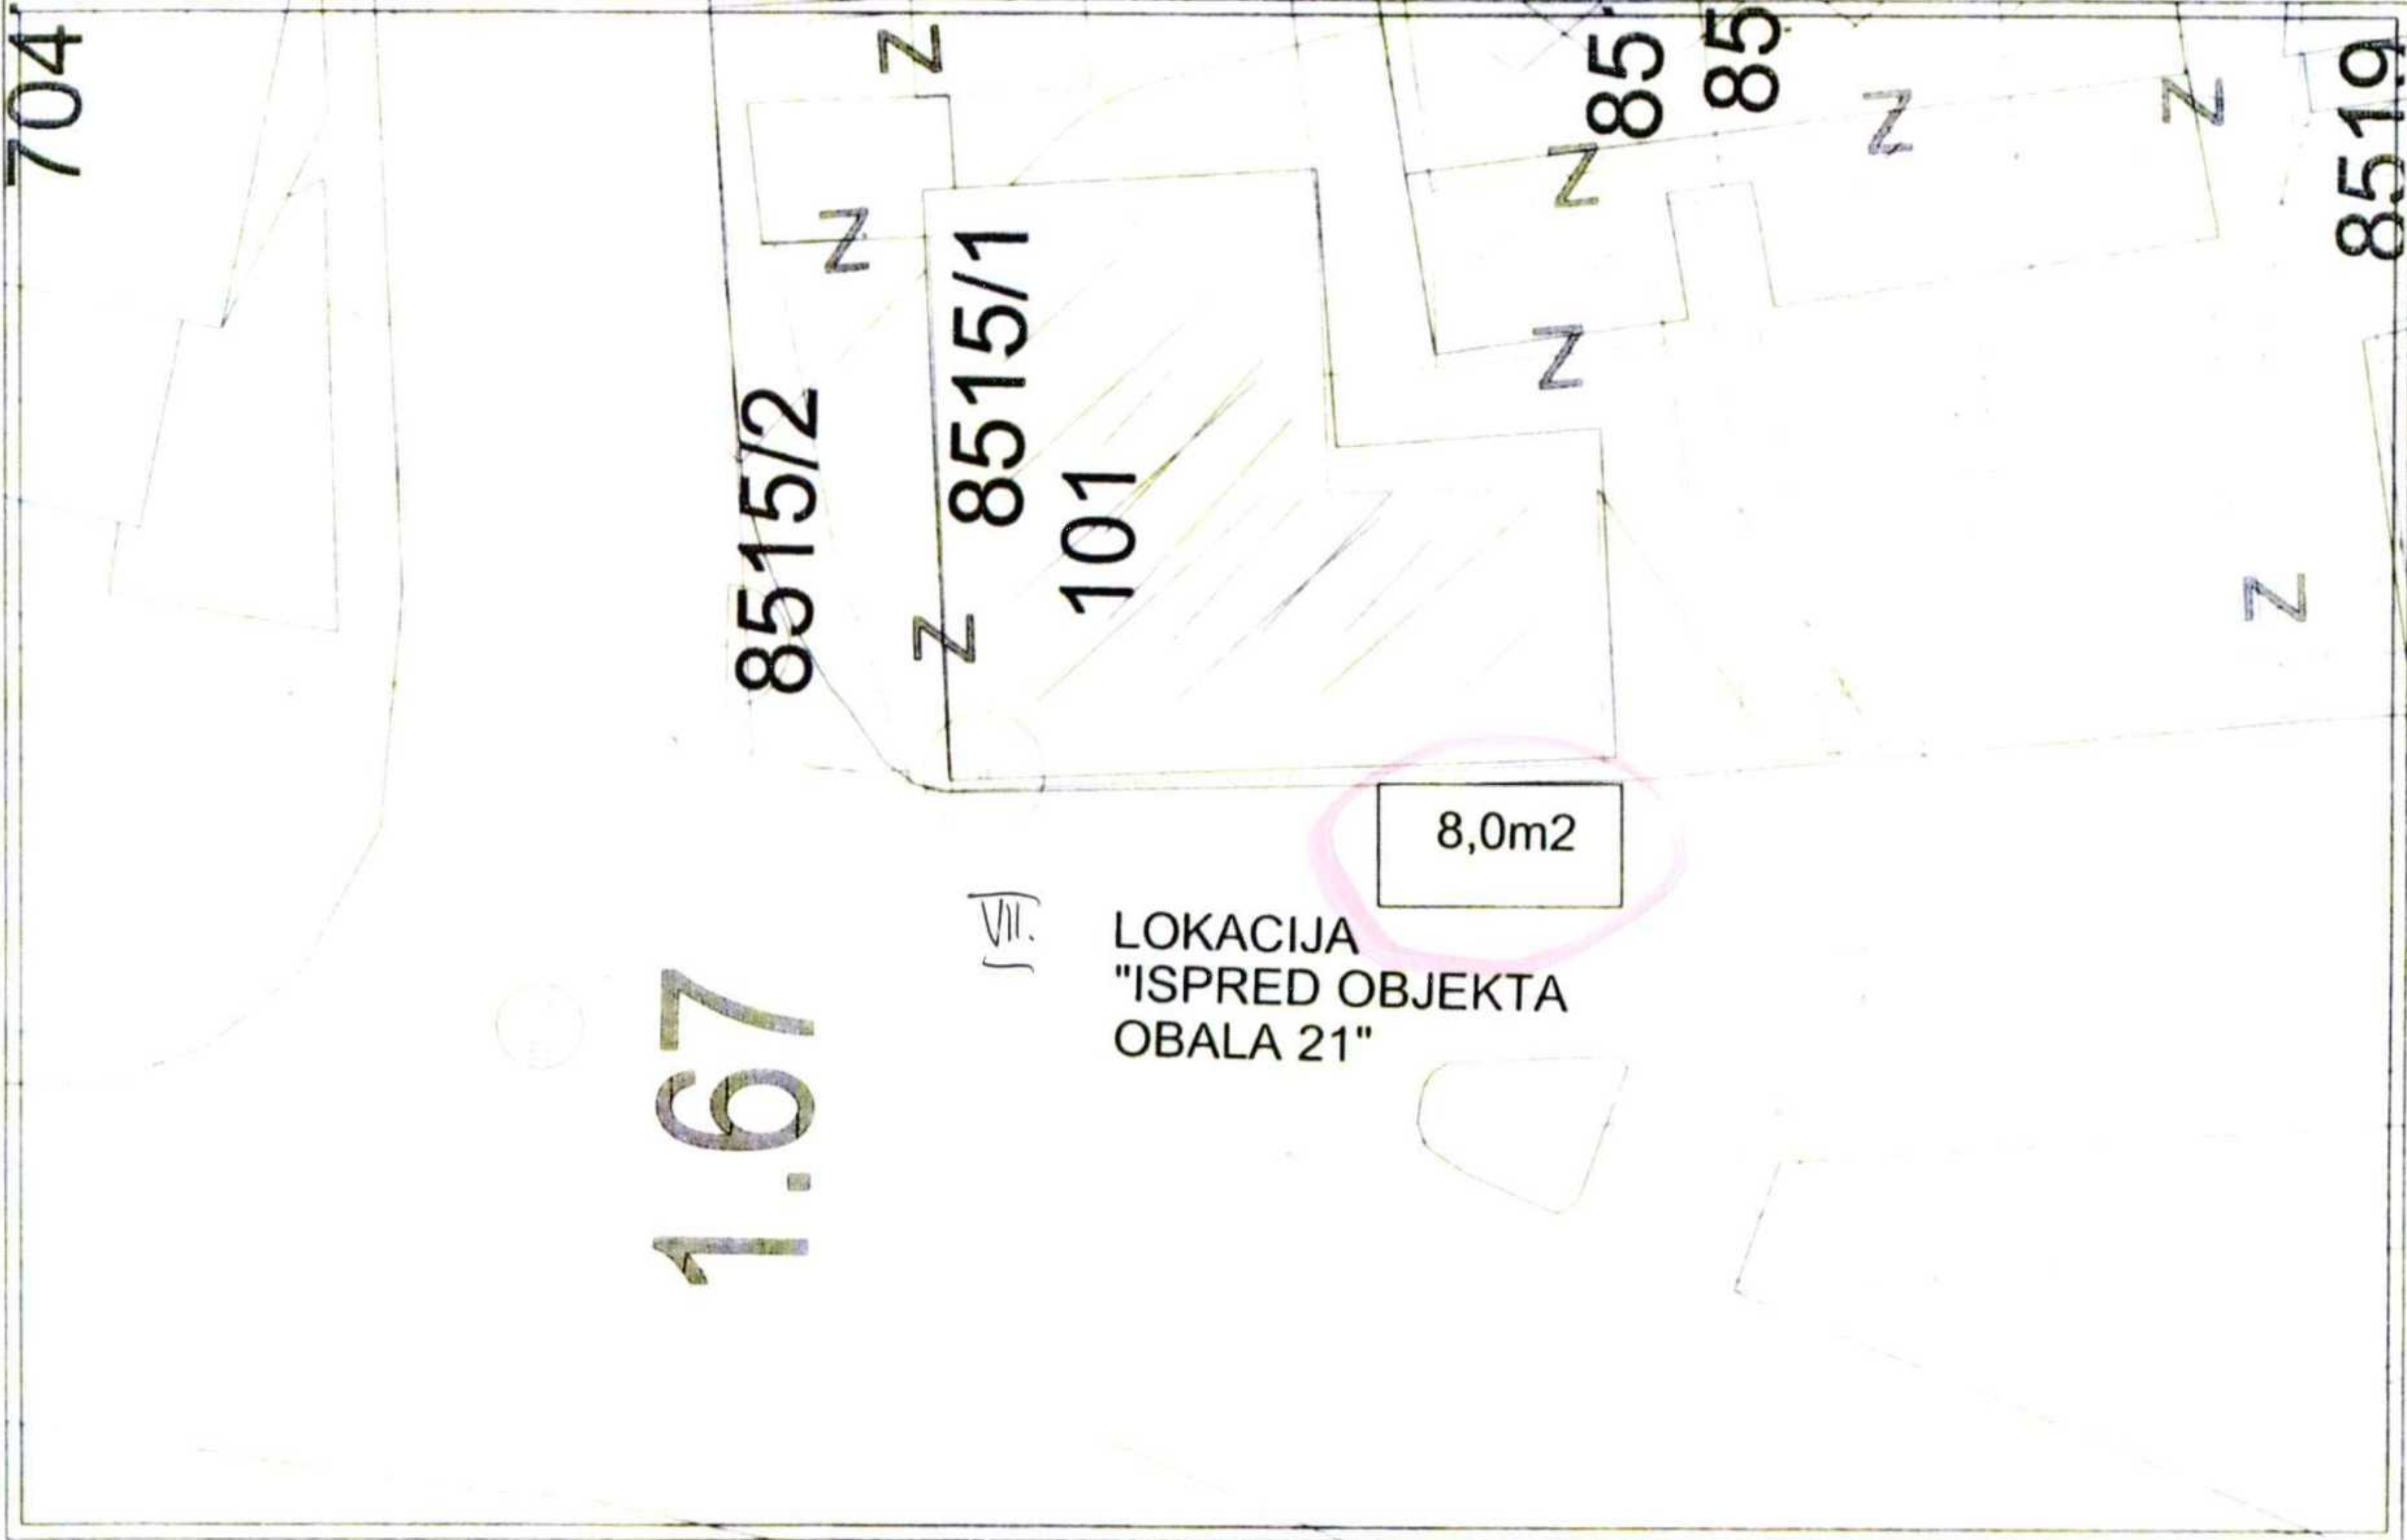 704
Z
85
85
Z
Z
8519
Z
Z
8515/1
Z
8515/2
101
Z
Z
8,0m2
VII.
LOKACIJA
"ISPRED OBJEKTA
OBALA 21"
1.67